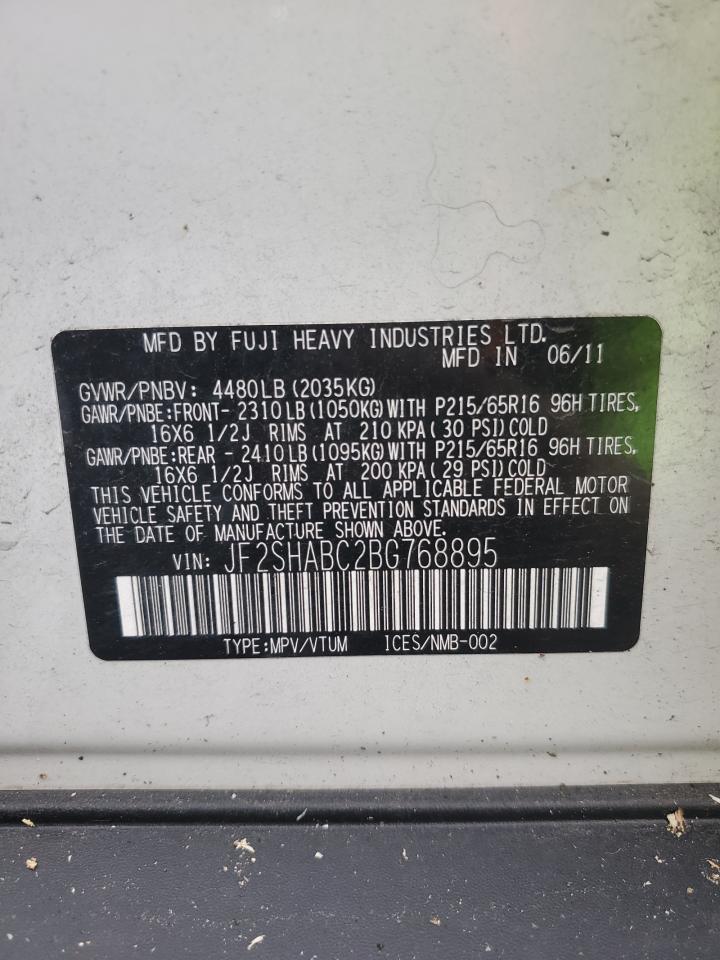 MFD BY FUJI HEAVY INDUSTRIES LTD.
MFD IN 06/11
GVWR/PNBV: 4480LB(2035KG)
GAWR/PNBE:FRONT- 2310LB(1050KG)WITH P215/65R16 96H TIRES,
16X6 1/2J RIMS AT 210KPA(30 PSI)COLD
GAWR/PNBE:REAR - 2410LB(1095KG)WITH P215/65R16 96H TIRES,
16X6 1/2J RIMS AT 200KPA(29 PSI)COLD
THIS VEHICLE CONFORMS TO ALL APPLICABLE FEDERAL MOTOR
VEHICLE SAFETY AND THEFT PREVENTION STANDARDS IN EFFECT ON
THE DATE OF MANUFACTURE SHOWN ABOVE.
VIN: JF2SHABC2BG768895
TYPE:MPV/VTUM ICES/NMB-002